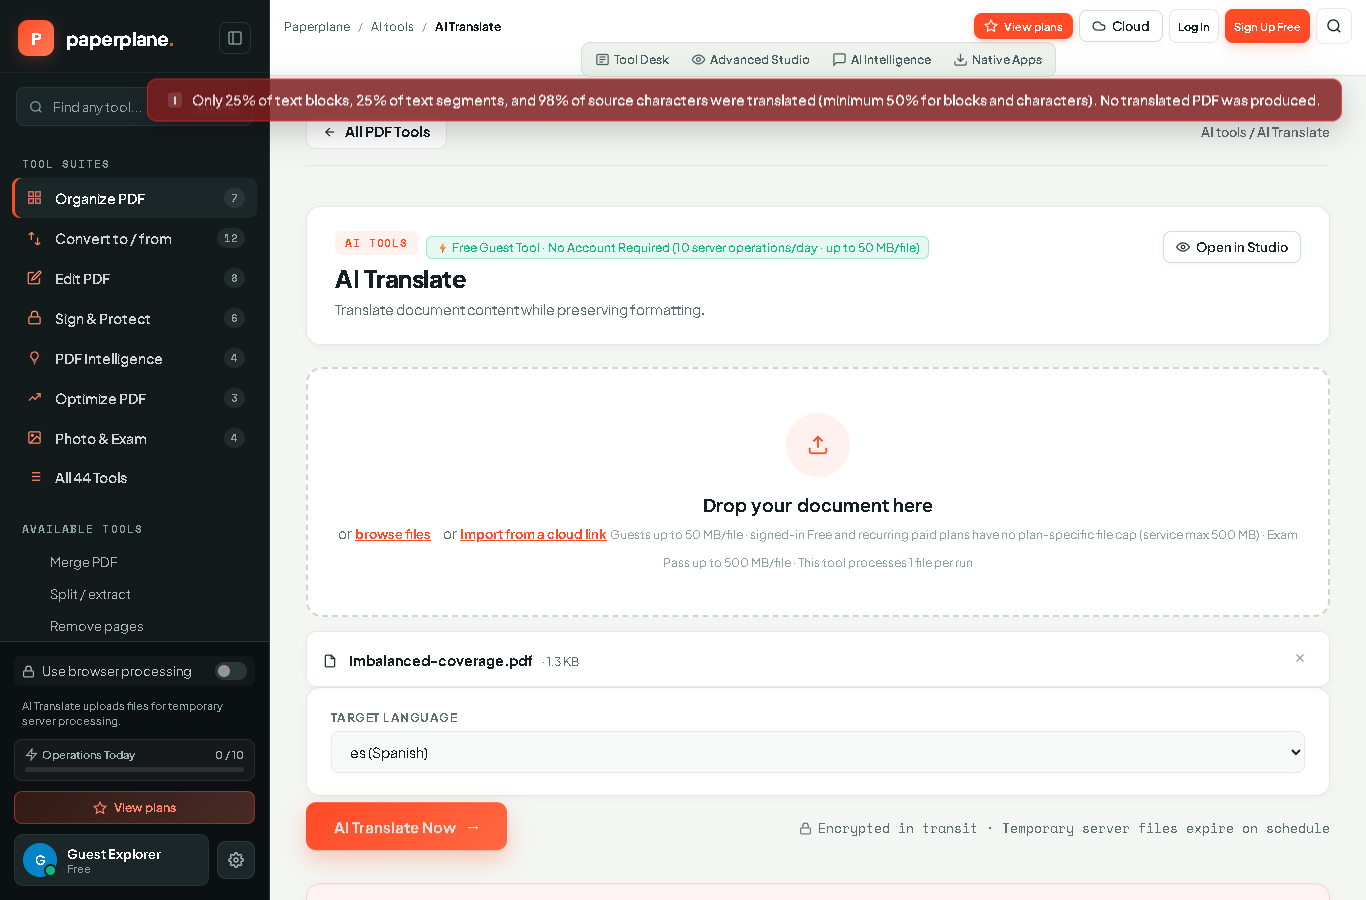 P paperplane.
Paperplane / AI tools / AI Translate
View plans
Cloud
Log In
Sign Up Free
Tool Desk
Advanced Studio
AI Intelligence
Native Apps
Find any tool...
! Only 25% of text blocks, 25% of text segments, and 98% of source characters were translated (minimum 50% for blocks and characters). No translated PDF was produced.
← All PDF Tools
AI tools / AI Translate
TOOL SUITES
Organize PDF 7
Convert to / from 12
Edit PDF 8
Sign & Protect 6
PDF Intelligence 4
Optimize PDF 3
Photo & Exam 4
All 44 Tools
AVAILABLE TOOLS
Merge PDF
Split / extract
Remove pages
Use browser processing
AI Translate uploads files for temporary
server processing.
Operations Today 0 / 10
View plans
G Guest Explorer
Free
AI TOOLS
Free Guest Tool · No Account Required (10 server operations/day · up to 50 MB/file)
Open in Studio
AI Translate
Translate document content while preserving formatting.
Drop your document here
or browse files or Import from a cloud link Guests up to 50 MB/file · signed-in Free and recurring paid plans have no plan-specific file cap (service max 500 MB) · Exam
Pass up to 500 MB/file · This tool processes 1 file per run
imbalanced-coverage.pdf · 1.3 KB ×
TARGET LANGUAGE
es (Spanish)
AI Translate Now →
Encrypted in transit · Temporary server files expire on schedule